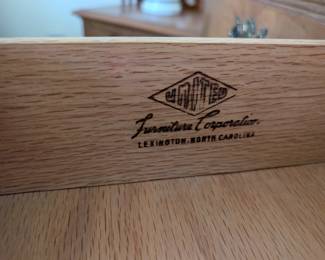 UNITED
Furniture Corporation
LEXINGTON, NORTH CAROLINA